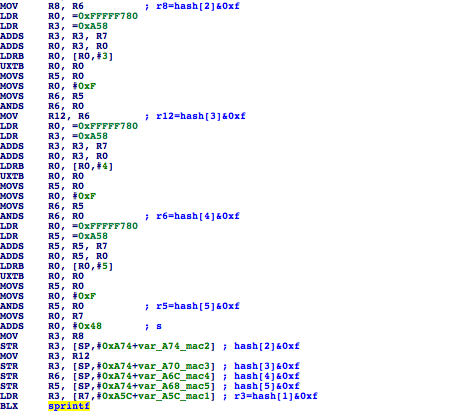 MOV R8, R6 ; r8=hash[2]&0xf
LDR R0, =0xFFFFF780
LDR R3, =0xA58
ADDS R3, R3, R7
ADDS R0, R3, R0
LDRB R0, [R0,#3]
UXTB R0, R0
MOVS R5, R0
MOVS R0, #0xF
MOVS R6, R5
ANDS R6, R0
MOV R12, R6 ; r12=hash[3]&0xf
LDR R0, =0xFFFFF780
LDR R3, =0xA58
ADDS R3, R3, R7
ADDS R0, R3, R0
LDRB R0, [R0,#4]
UXTB R0, R0
MOVS R5, R0
MOVS R0, #0xF
MOVS R6, R5
ANDS R6, R0 ; r6=hash[4]&0xf
LDR R0, =0xFFFFF780
LDR R5, =0xA58
ADDS R5, R5, R7
ADDS R0, R5, R0
LDRB R0, [R0,#5]
UXTB R0, R0
MOVS R5, R0
MOVS R0, #0xF
ANDS R5, R0 ; r5=hash[5]&0xf
MOVS R0, R7
ADDS R0, #0x48 ; s
MOV R3, R8
STR R3, [SP,#0xA74+var_A74_mac2] ; hash[2]&0xf
MOV R3, R12
STR R3, [SP,#0xA74+var_A70_mac3] ; hash[3]&0xf
STR R6, [SP,#0xA74+var_A6C_mac4] ; hash[4]&0xf
STR R5, [SP,#0xA74+var_A68_mac5] ; hash[5]&0xf
LDR R3, [R7,#0xA5C+var_A5C_mac1] ; r3=hash[1]&0xf
BLX sprintf